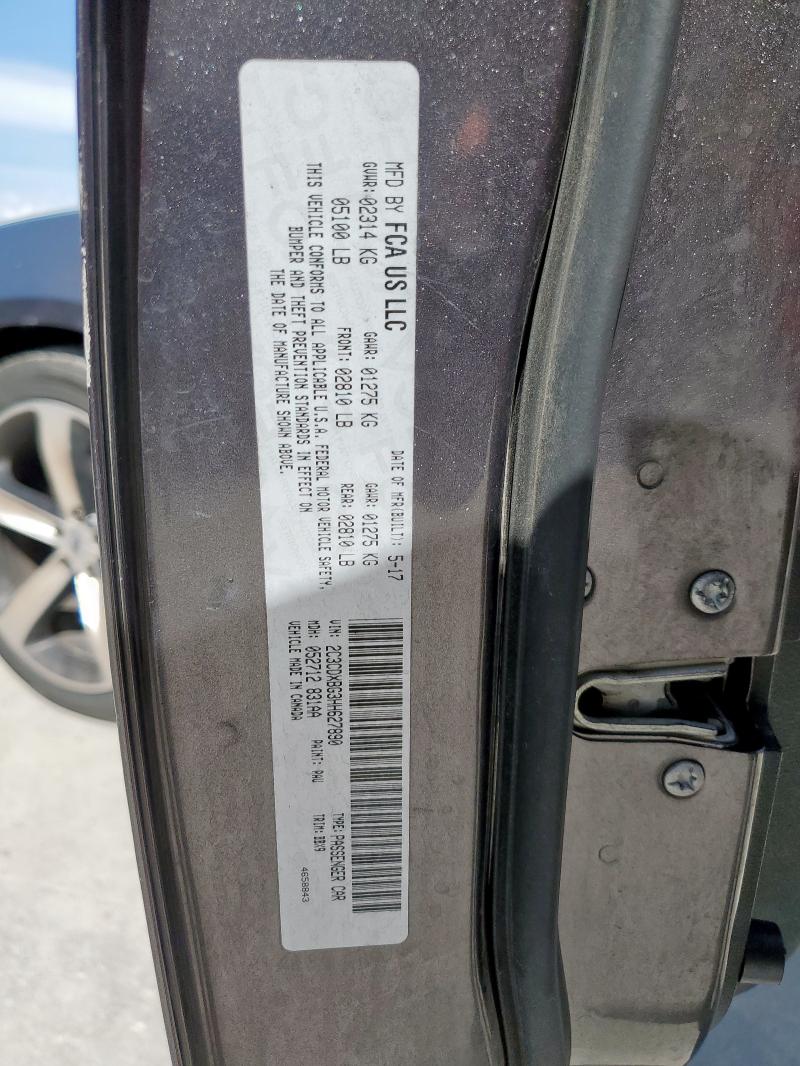 MFD BY FCA US LLC
DATE OF MFR(BUILT): 5-17
GVWR: 02314 KG
GAWR: 01275 KG
GAWR: 01275 KG
05100 LB
FRONT: 02810 LB
REAR: 02810 LB
THIS VEHICLE CONFORMS TO ALL APPLICABLE U.S.A. FEDERAL MOTOR VEHICLE SAFETY,
BUMPER AND THEFT PREVENTION STANDARDS IN EFFECT ON
THE DATE OF MANUFACTURE SHOWN ABOVE.
VIN: 2C3CDXBG3HH627890
TYPE: PASSENGER CAR
MDH: 052712 831AA
PAINT: PAU
TRIM: BBX9
VEHICLE MADE IN CANADA
4658843